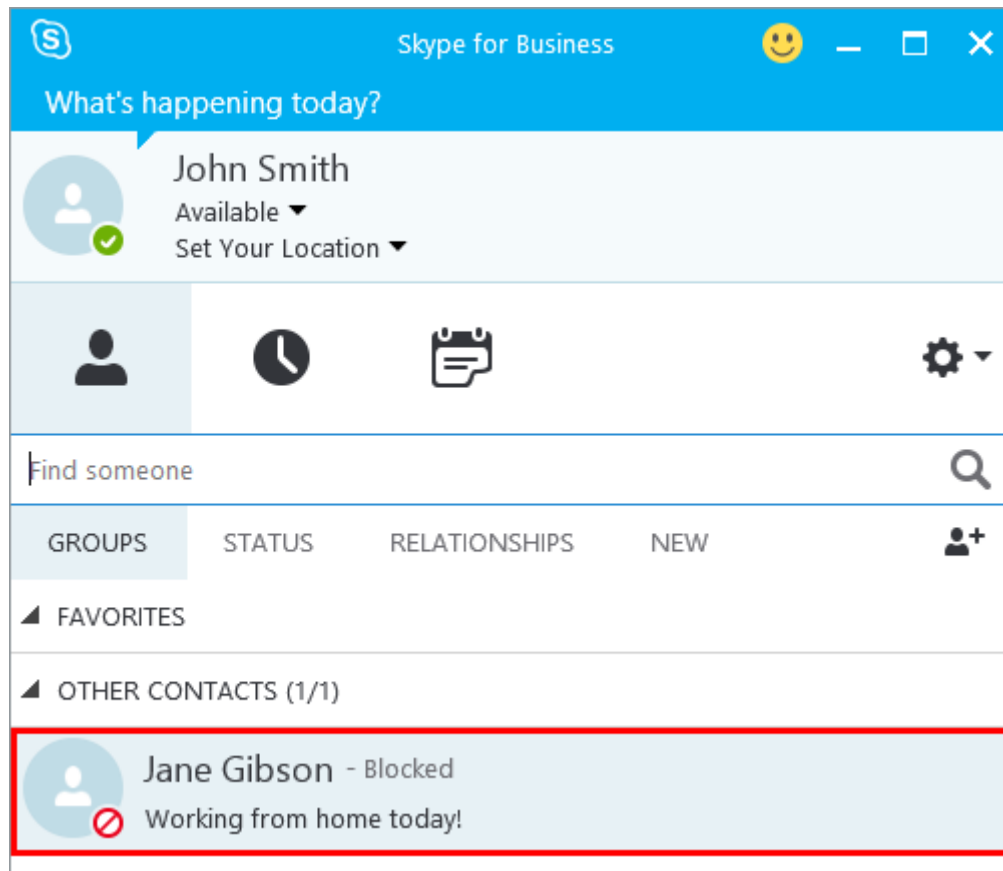 Skype for Business
What's happening today?
John Smith
Available
Set Your Location
Find someone
GROUPS STATUS RELATIONSHIPS NEW
FAVORITES
OTHER CONTACTS (1/1)
Jane Gibson - Blocked
Working from home today!